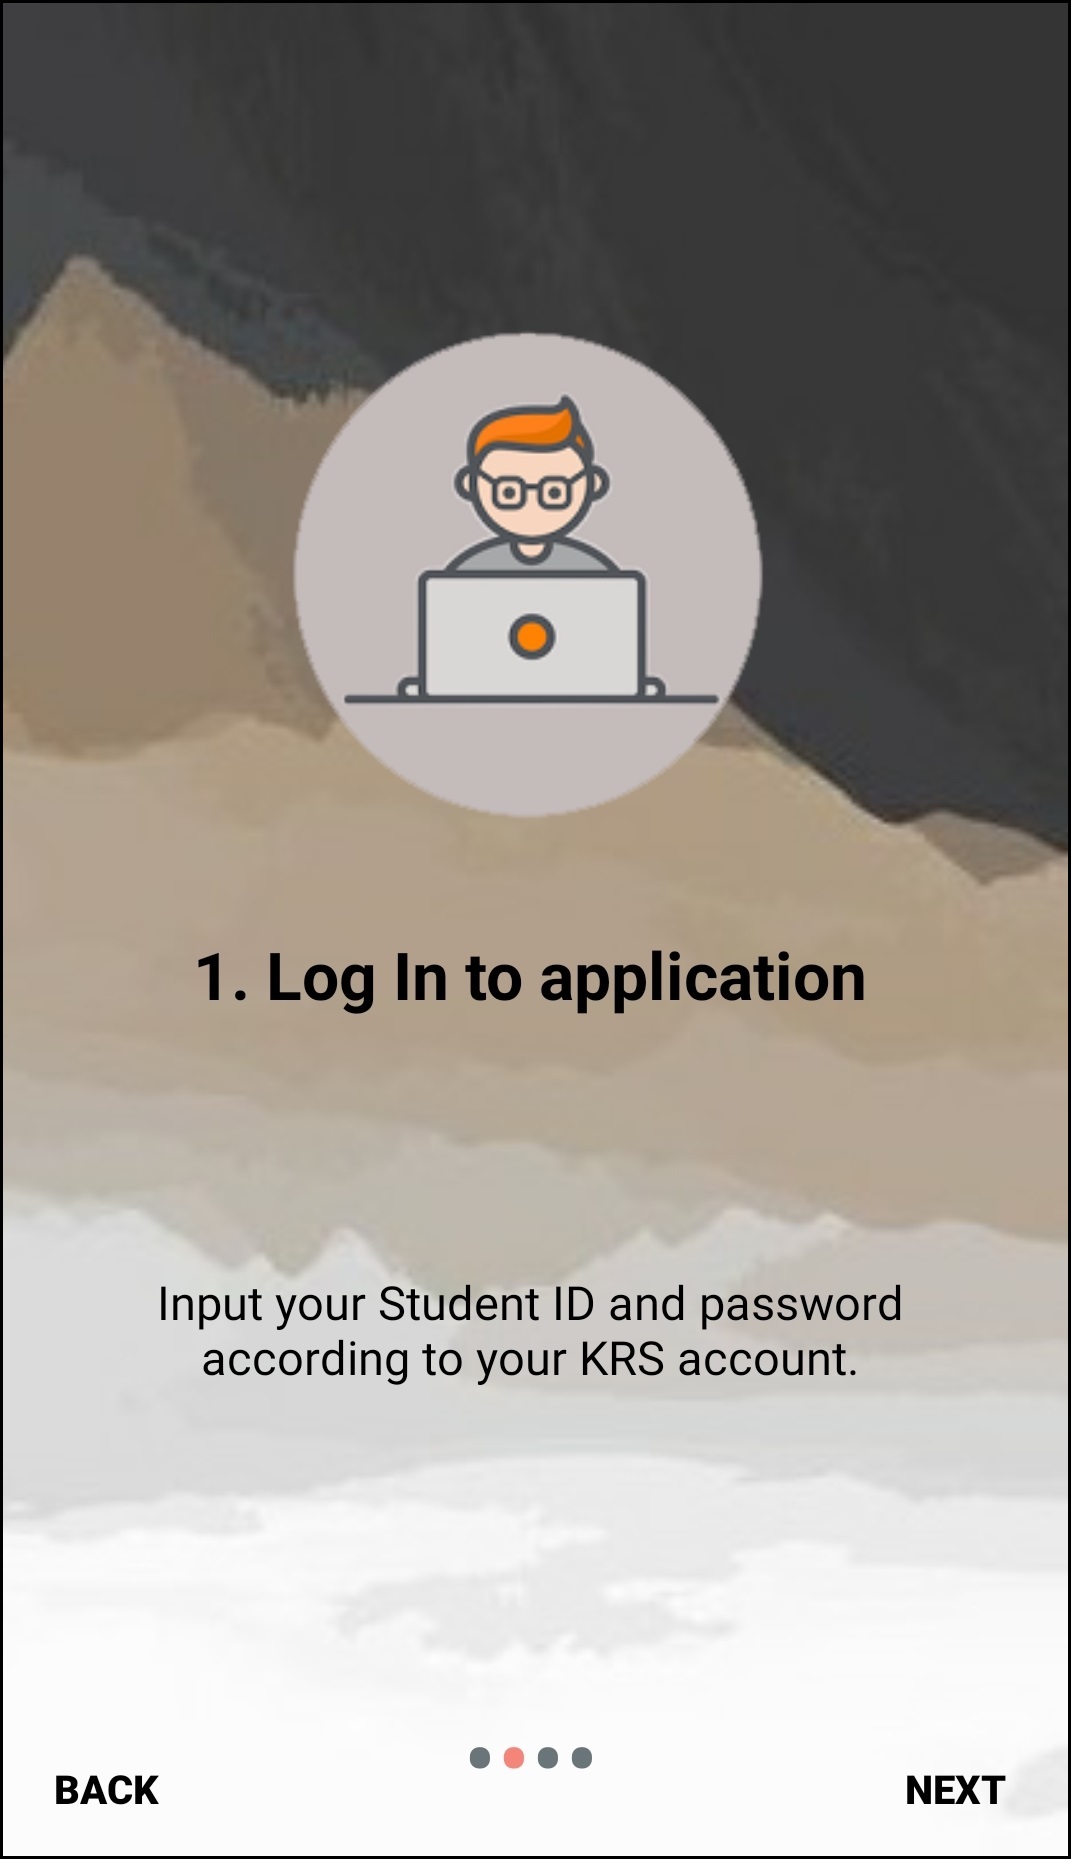 1. Log In to application
Input your Student ID and password
according to your KRS account.
BACK
NEXT